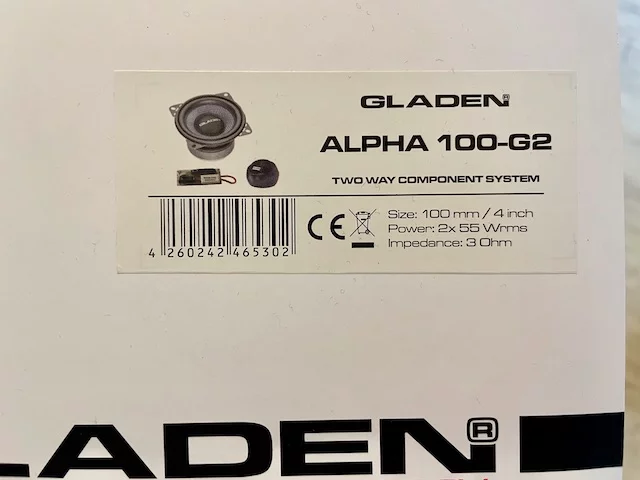 GLADEN®
ALPHA 100-G2
TWO WAY COMPONENT SYSTEM
4 260242 465302
CE
Size: 100 mm / 4 inch
Power: 2x 55 Wrms
Impedance: 3 Ohm
LADEN®